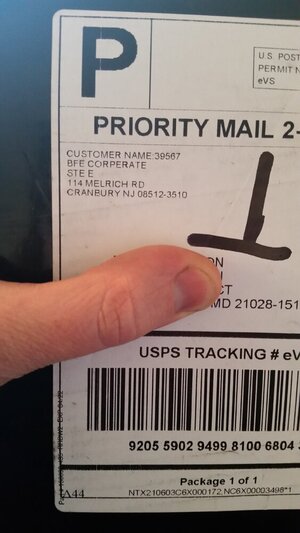 P
U.S. POST
PERMIT N
eVS
PRIORITY MAIL 2-
CUSTOMER NAME:39567
BFE CORPERATE
STE E
114 MELRICH RD
CRANBURY NJ 08512-3510
1
ON
CT
MD 21028-151
USPS TRACKING # eV
9205 5902 9499 8100 6804
Package 1 of 1
A44
NTX210603C6X000172,NC6X00003498*1